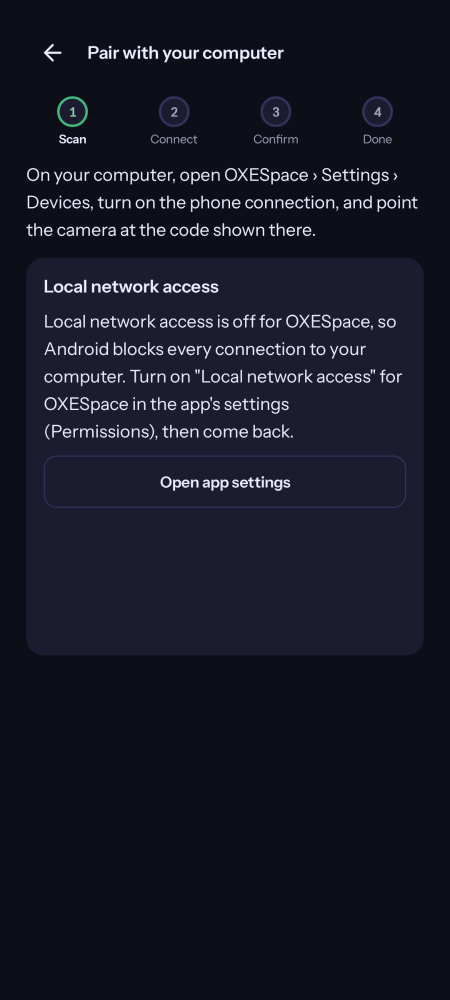 Pair with your computer
1
2
3
4
Scan
Connect
Confirm
Done
On your computer, open OXESpace › Settings ›
Devices, turn on the phone connection, and point
the camera at the code shown there.
Local network access
Local network access is off for OXESpace, so
Android blocks every connection to your
computer. Turn on "Local network access" for
OXESpace in the app's settings
(Permissions), then come back.
Open app settings